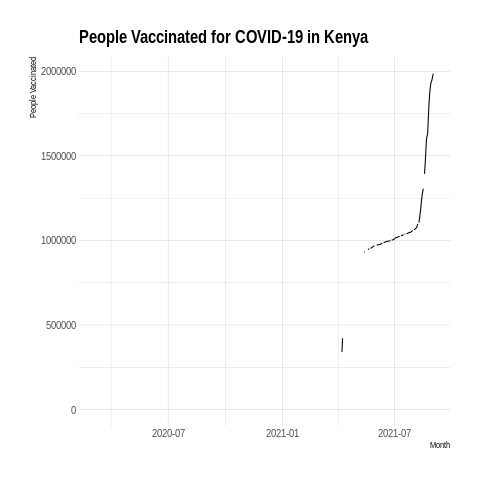 People Vaccinated for COVID-19 in Kenya
People Vaccinated
2000000
1500000
1000000
500000
0
2020-07
2021-01
2021-07
Month